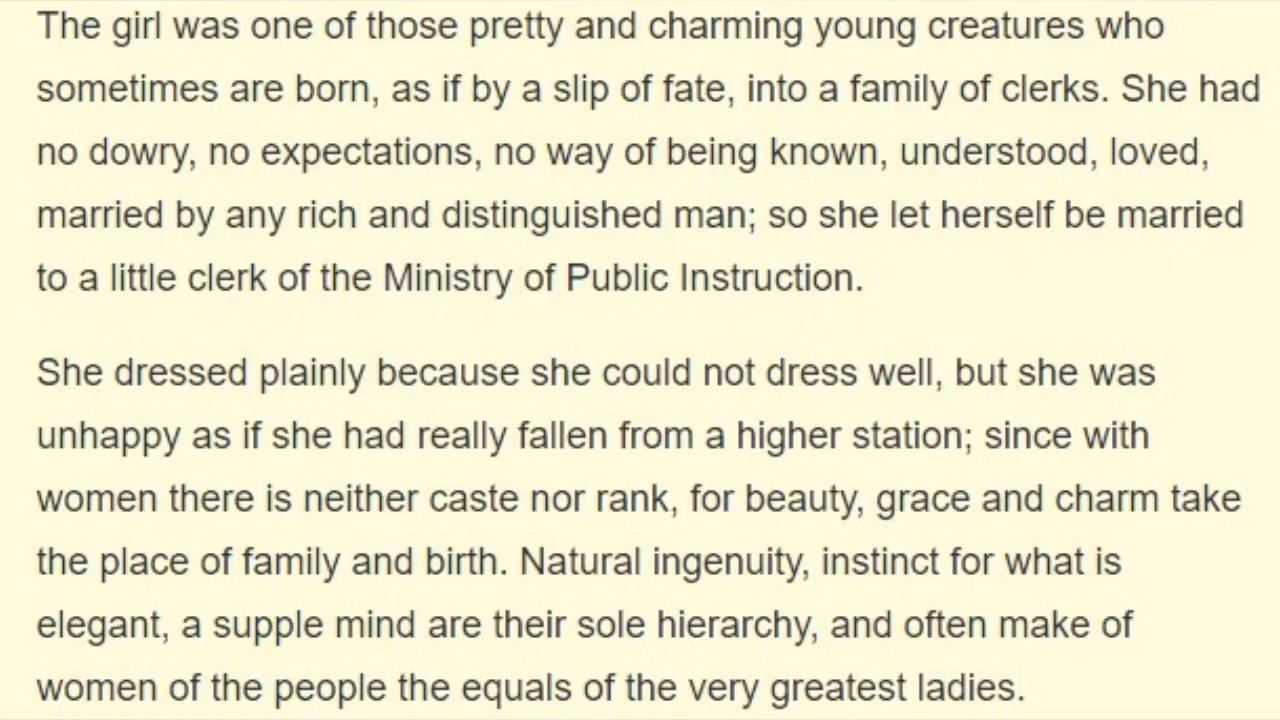 The girl was one of those pretty and charming young creatures who
sometimes are born, as if by a slip of fate, into a family of clerks. She had
no dowry, no expectations, no way of being known, understood, loved,
married by any rich and distinguished man; so she let herself be married
to a little clerk of the Ministry of Public Instruction.
She dressed plainly because she could not dress well, but she was
unhappy as if she had really fallen from a higher station; since with
women there is neither caste nor rank, for beauty, grace and charm take
the place of family and birth. Natural ingenuity, instinct for what is
elegant, a supple mind are their sole hierarchy, and often make of
women of the people the equals of the very greatest ladies.